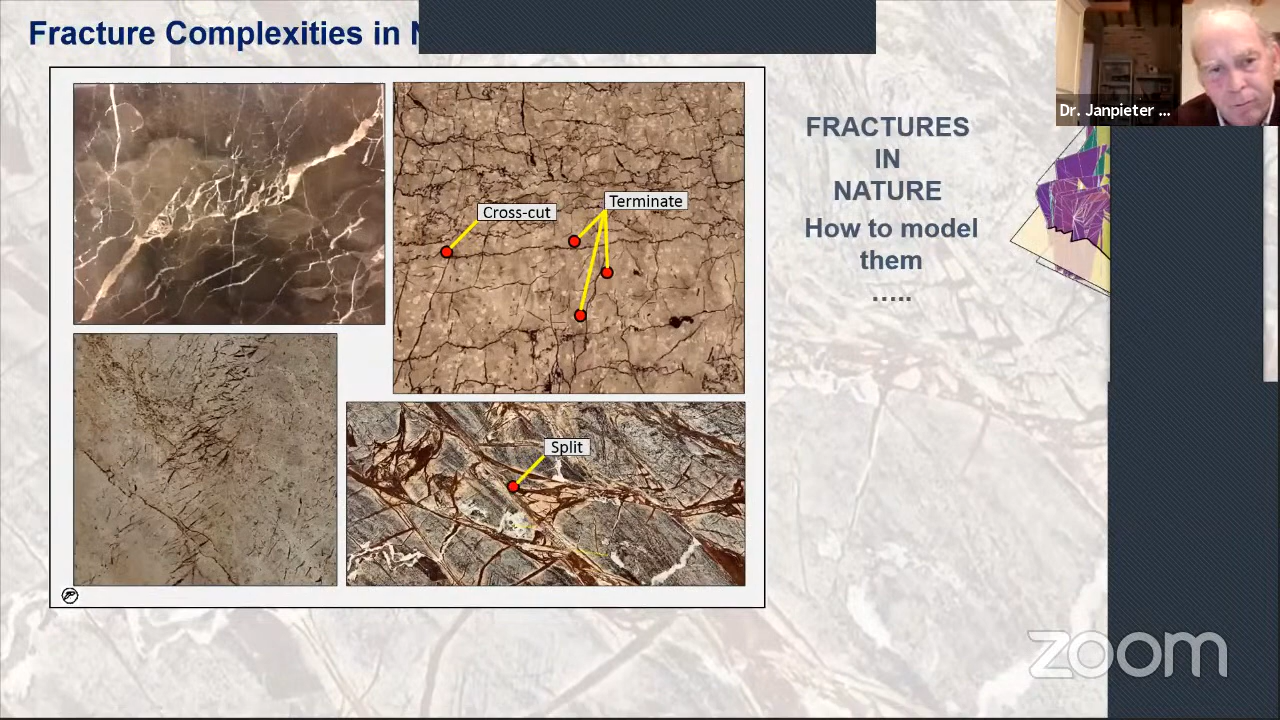 Fracture Complexities in
Dr. Janpieter ...
FRACTURES
IN
NATURE
How to model
them
.....
Cross-cut
Terminate
Split
zoom